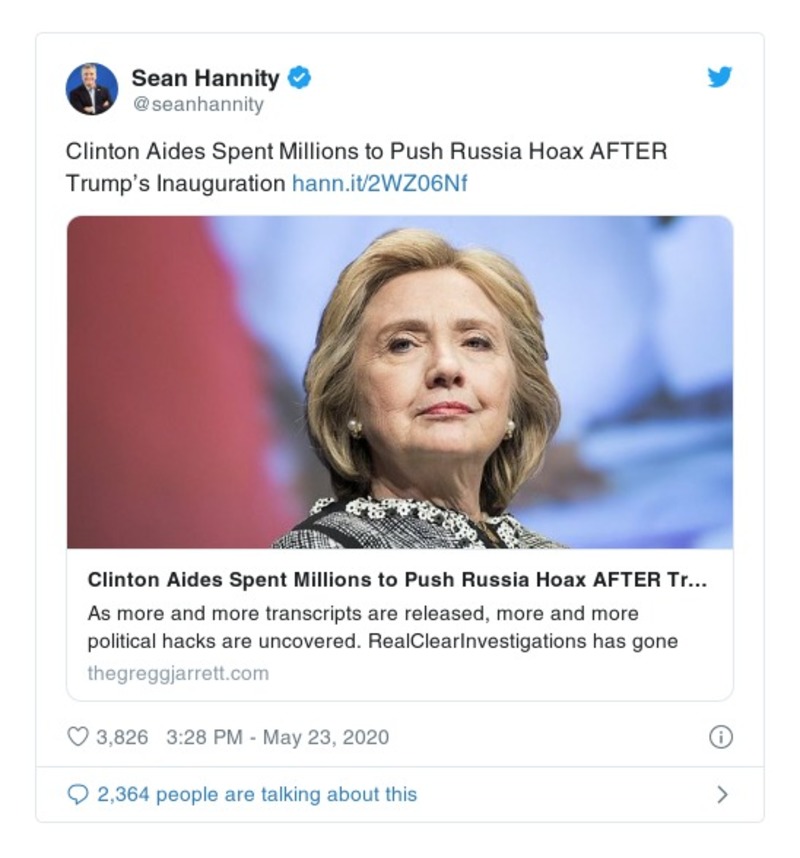 Sean Hannity
@seanhannity
Clinton Aides Spent Millions to Push Russia Hoax AFTER
Trump’s Inauguration hann.it/2WZ06Nf
Clinton Aides Spent Millions to Push Russia Hoax AFTER Tr...
As more and more transcripts are released, more and more
political hacks are uncovered. RealClearInvestigations has gone
thegreggjarrett.com
3,826 3:28 PM - May 23, 2020
2,364 people are talking about this